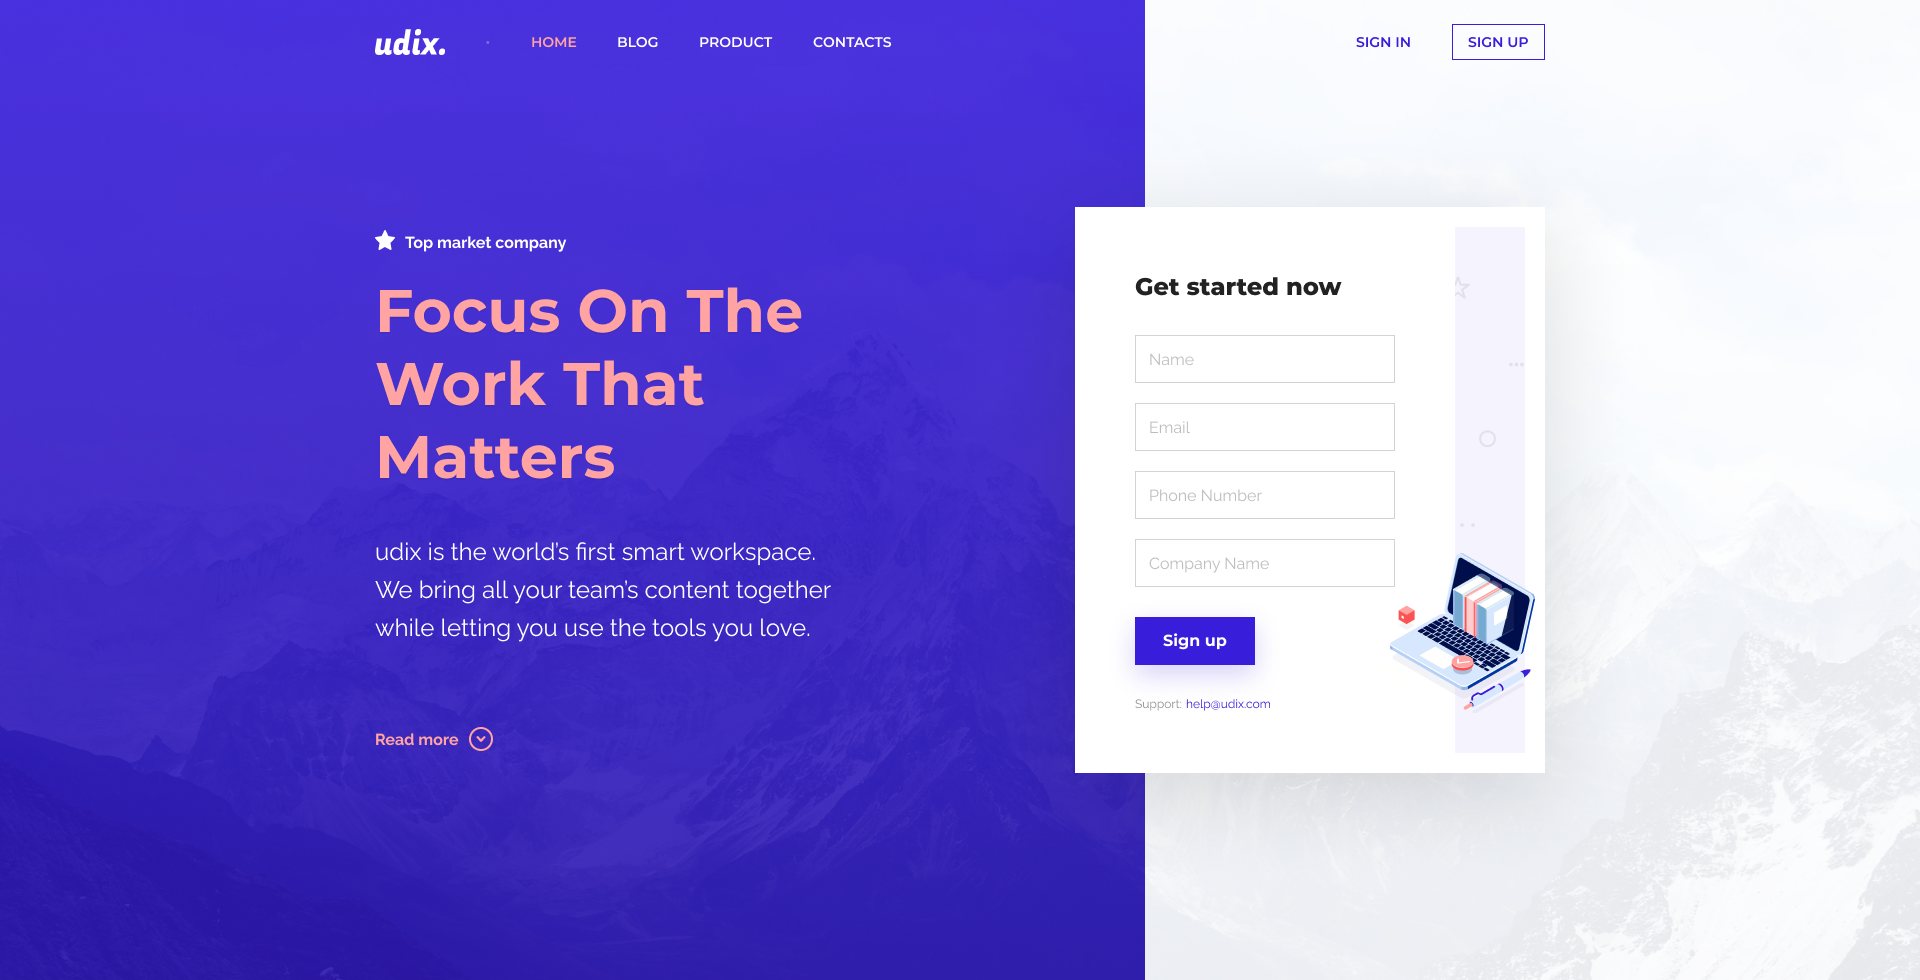 udix.
HOME
BLOG
PRODUCT
CONTACTS
SIGN IN
SIGN UP
Top market company
Focus On The
Work That
Matters
udix is the world’s first smart workspace.
We bring all your team’s content together
while letting you use the tools you love.
Read more
Get started now
Name
Email
Phone Number
Company Name
Sign up
Support: help@udix.com